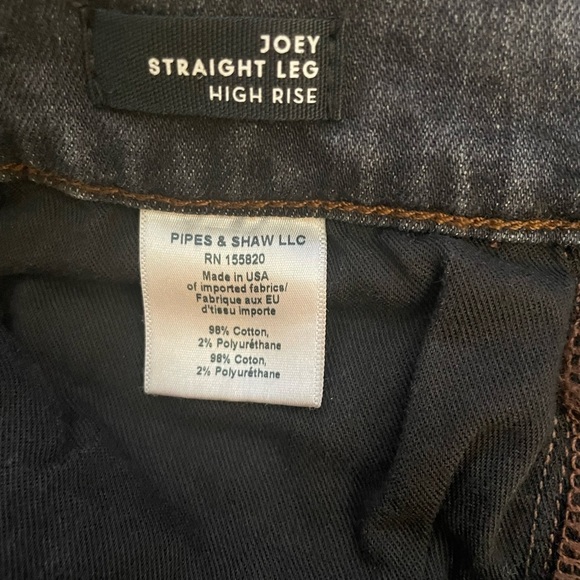 JOEY
STRAIGHT LEG
HIGH RISE
PIPES & SHAW LLC
RN 155820
Made in USA
of imported fabrics/
Fabrique aux EU
d'tissu importe
98% Cotton,
2% Polyuréthane
98% Coton,
2% Polyuréthane